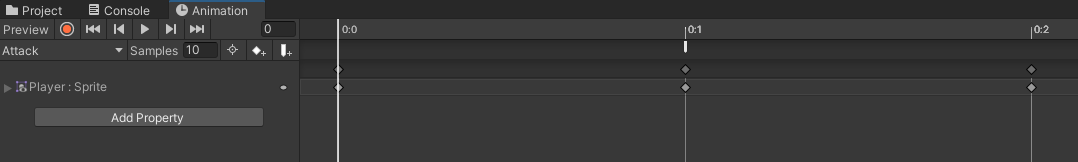 Project Console Animation
Preview 0 0:0 0:1 0:2
Attack Samples 10
Player : Sprite
Add Property